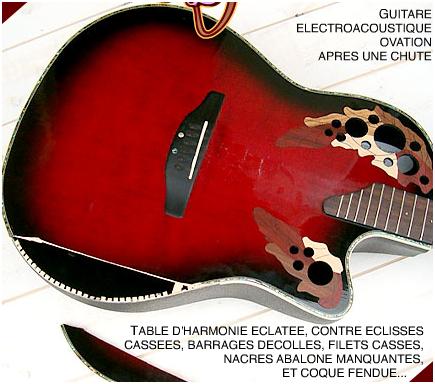 GUITARE
ELECTROACOUSTIQUE
OVATION
APRES UNE CHUTE
TABLE D'HARMONIE ECLATEE, CONTRE ECLISSES
CASSEES, BARRAGES DECOLLES, FILETS CASSES,
NACRES ABALONE MANQUANTES,
ET COQUE FENDUE...